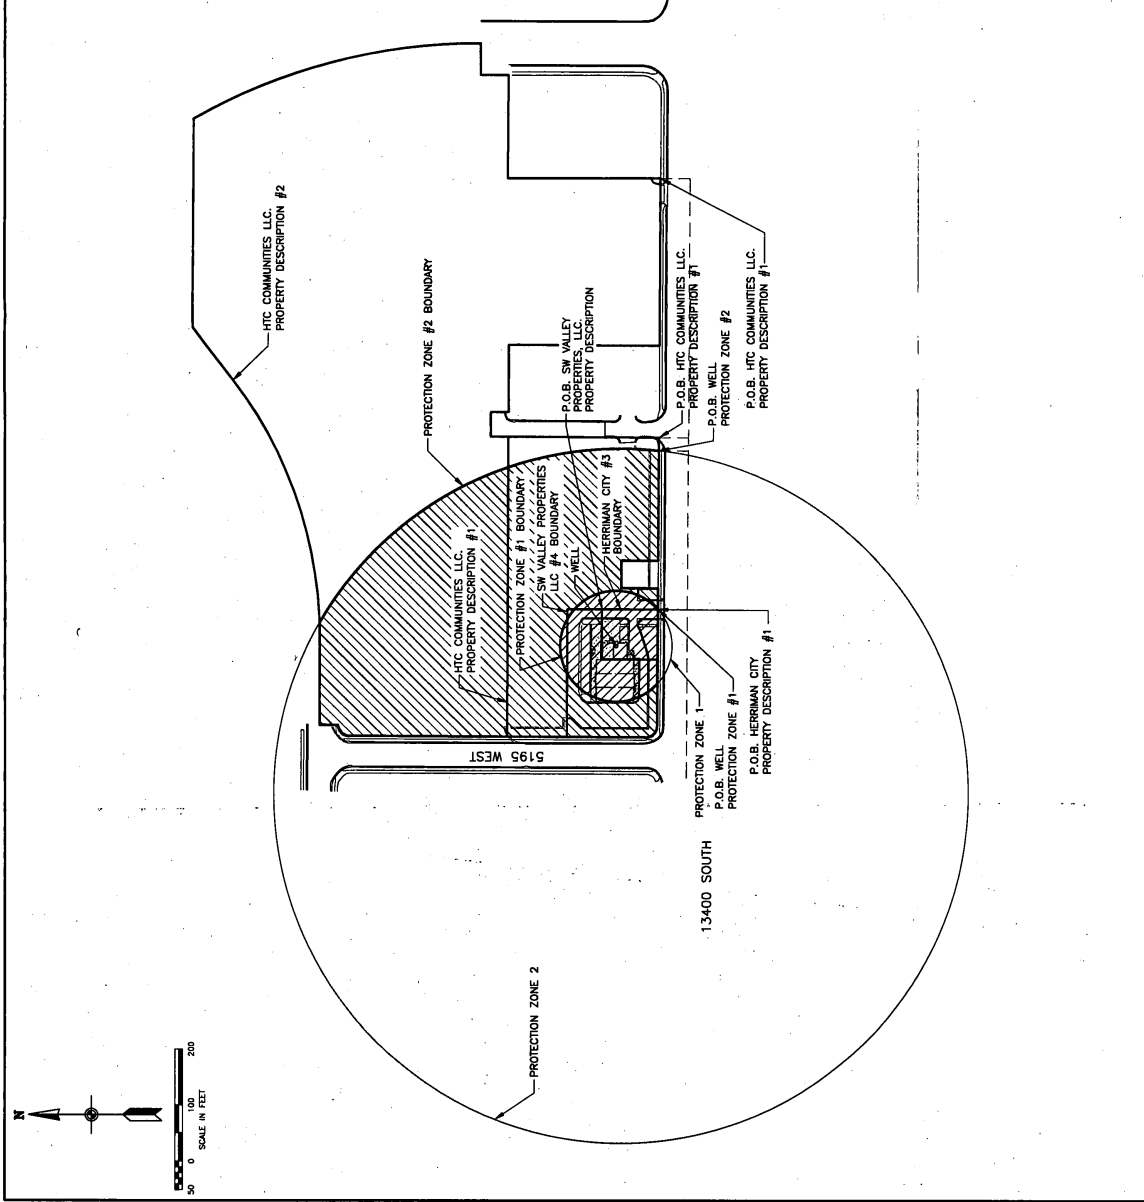 HTC COMMUNITIES LLC.
PROPERTY DESCRIPTION #2
PROTECTION ZONE #2 BOUNDARY
P.O.B. SW VALLEY
PROPERTIES, LLC.
PROPERTY DESCRIPTION
P.O.B. HTC COMMUNITIES LLC.
PROPERTY DESCRIPTION #1
P.O.B. WELL
PROTECTION ZONE #2
P.O.B. HTC COMMUNITIES LLC.
PROPERTY DESCRIPTION #1
HTC COMMUNITIES LLC.
PROPERTY DESCRIPTION #1
PROTECTION ZONE #1 BOUNDARY
SW VALLEY PROPERTIES
LLC #4 BOUNDARY
WELL
HERRIMAN CITY #3
BOUNDARY
5195 WEST
PROTECTION ZONE 1
P.O.B. WELL
PROTECTION ZONE #1
P.O.B. HERRIMAN CITY
PROPERTY DESCRIPTION #1
13400 SOUTH
PROTECTION ZONE 2
N
50 0 100 200
SCALE IN FEET